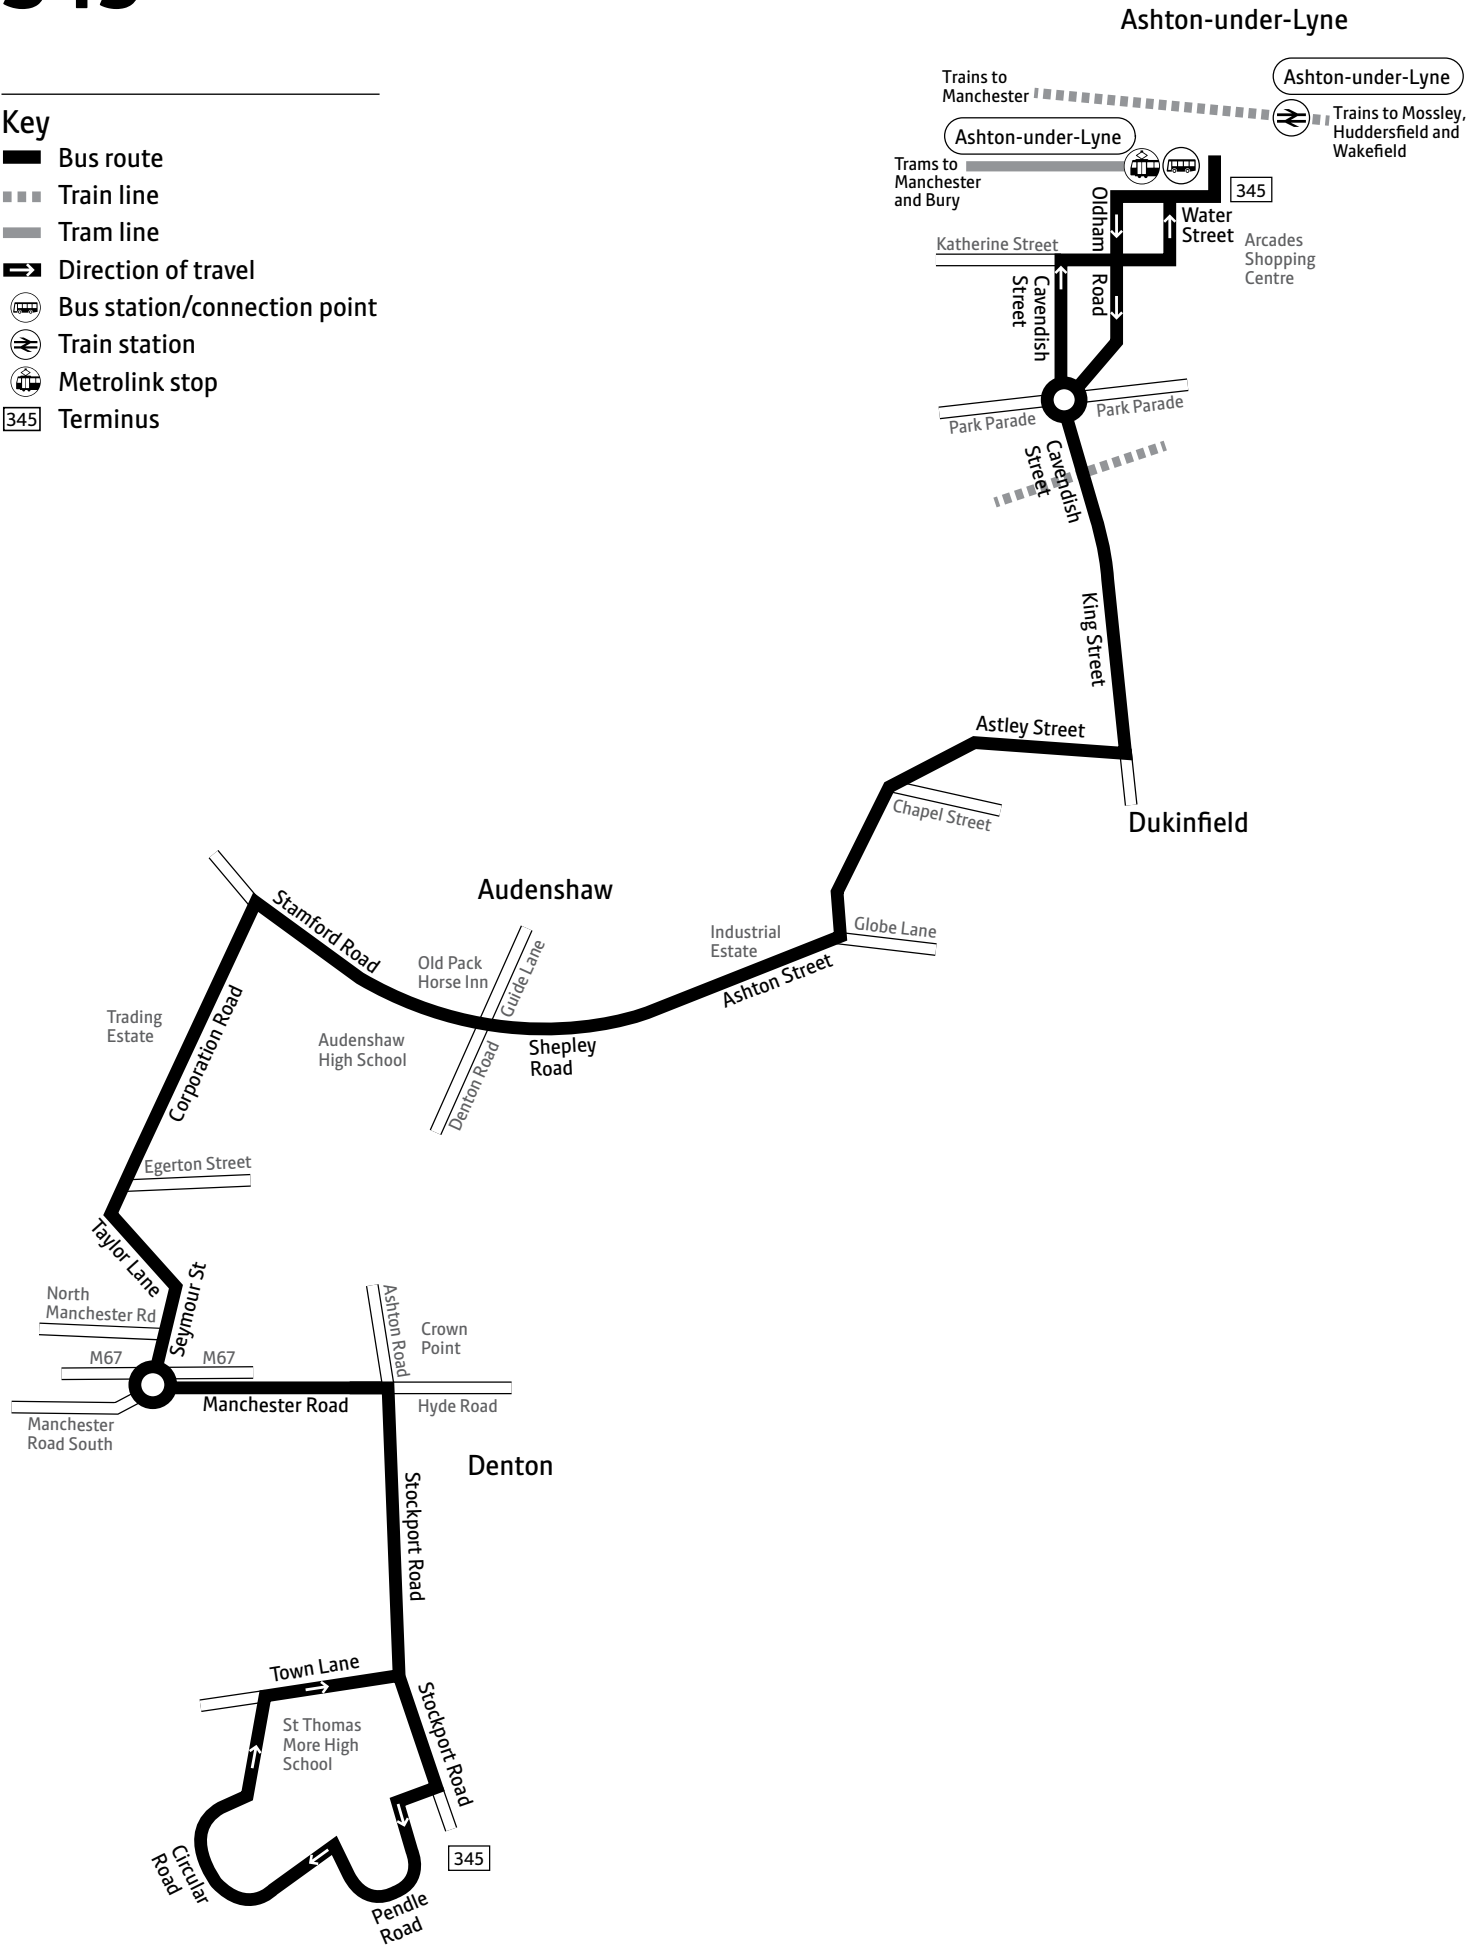 345
Ashton-under-Lyne
Key
Bus route
Train line
Tram line
Direction of travel
Bus station/connection point
Train station
Metrolink stop
345 Terminus
Trains to
Manchester
Ashton-under-Lyne
Trains to Mossley,
Huddersfield and
Wakefield
Ashton-under-Lyne
Trams to
Manchester
and Bury
345
Oldham Road
Water
Street
Arcades
Shopping
Centre
Katherine Street
Cavendish
Street
Park Parade
Park Parade
Cavendish
Street
King Street
Astley Street
Chapel Street
Dukinfield
Audenshaw
Stamford Road
Old Pack
Horse Inn
Guide Lane
Industrial
Estate
Globe Lane
Ashton Street
Trading
Estate
Corporation Road
Audenshaw
High School
Denton Road
Shepley
Road
Egerton Street
Taylor Lane
North
Manchester Rd
Seymour St
M67
M67
Ashton Road
Crown
Point
Manchester Road
Hyde Road
Manchester
Road South
Denton
Stockport Road
Town Lane
St Thomas
More High
School
Stockport Road
345
Circular
Road
Pendle
Road